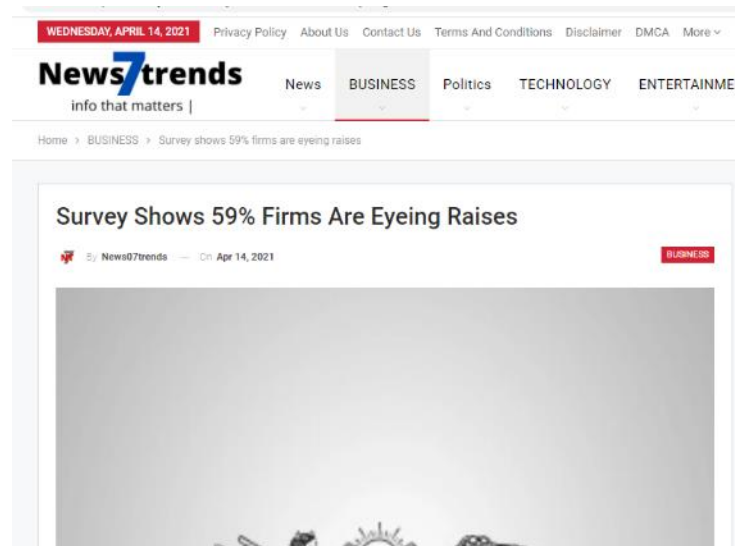 WEDNESDAY, APRIL 14, 2021 Privacy Policy About Us Contact Us Terms And Conditions Disclaimer DMCA More
News7trends
info that matters |
News BUSINESS Politics TECHNOLOGY ENTERTAINME
Home > BUSINESS > Survey shows 59% firms are eyeing raises
Survey Shows 59% Firms Are Eyeing Raises
By News07trends — On Apr 14, 2021 BUSINESS